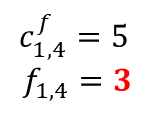 c^f_{1,4} = 5
f_{1,4} = 3